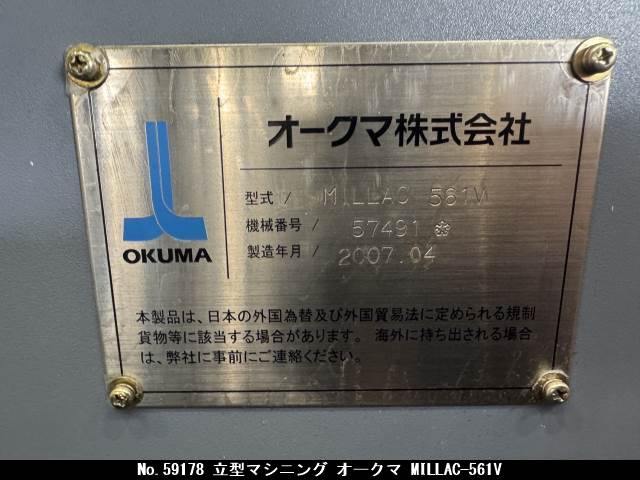 オークマ株式会社
OKUMA
型式 / MILLAC 561V
機械番号 / 57491
製造年月 / 2007.04
本製品は、日本の外国為替及び外国貿易法に定められる規制
貨物等に該当する場合があります。 海外に持ち出される場合
は、弊社に事前にご連絡ください。
No.59178 立型マシニング オークマ MILLAC-561V